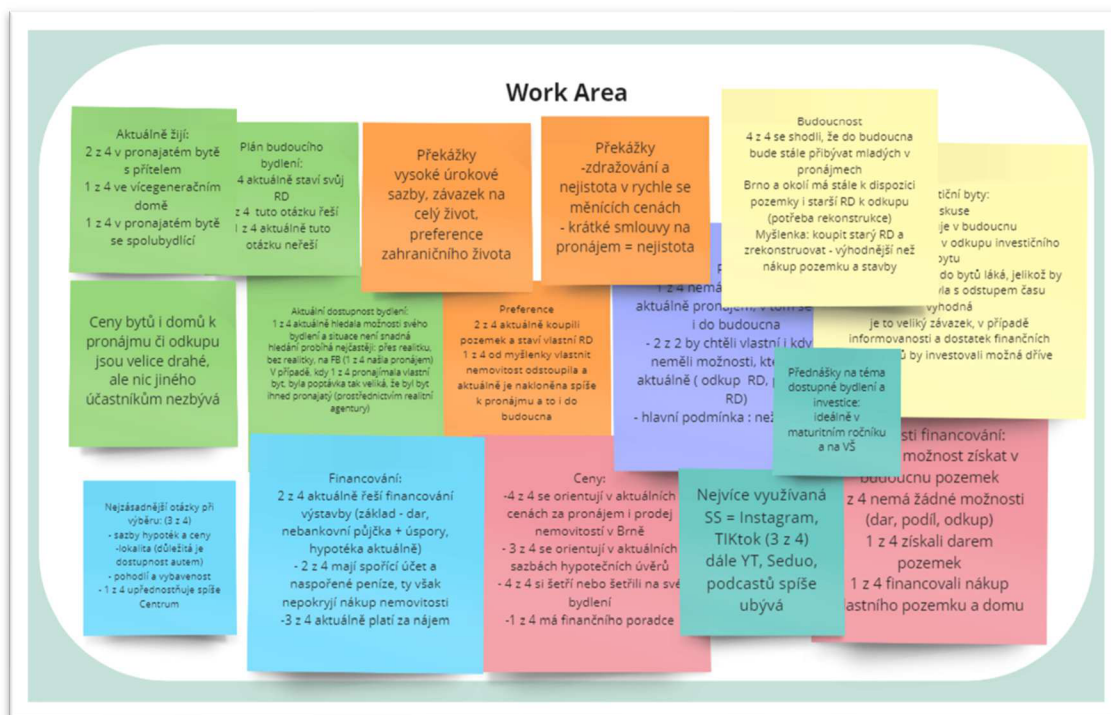 Work Area
Aktuálně žijí:
2 z 4 v pronajatém bytě
s přítelem
1 z 4 ve vícegeneračním
domě
1 z 4 v pronajatém bytě
se spolubydlící
Plán budoucího
bydlení:
4 aktuálně staví svůj
RD
z 4 tuto otázku řeší
1 z 4 aktuálně tuto
otázku neřeší
Překážky
vysoké úrokové
sazby, závazek na
celý život,
preference
zahraničního života
Překážky
-zdražování a
nejistota v rychle se
měnících cenách
- krátké smlouvy na
pronájem = nejistota
Budoucnost
4 z 4 se shodli, že do budoucna
bude stále přibývat mladých v
pronájmech
Brno a okolí má stále k dispozici
pozemky i starší RD k odkupu
(potřeba rekonstrukce)
Myšlenka: koupit starý RD a
zrekonstruovat - výhodnější než
nákup pozemku a stavby
tiční byty:
skuse
je v budoucnu
v odkupu investičního
bytu
do bytů láká, jelikož by
yla s odstupem času
výhodná
je to veliký závazek, v případě
informovanosti a dostatek finančních
ů by investovali možná dříve
Ceny bytů i domů k
pronájmu či odkupu
jsou velice drahé,
ale nic jiného
účastníkům nezbývá
Aktuální dostupnost bydlení:
1 z 4 aktuálně hledala možnosti svého
bydlení a situace není snadná
hledání probíhá nejčastěji: přes realitku,
bez realitky, na FB (1 z 4 našla pronájem)
V případě, kdy 1 z 4 pronajímala vlastní
byt, byla poptávka tak veliká, že byl byt
ihned pronajatý (prostřednictvím realitní
agentury)
Preference
2 z 4 aktuálně koupili
pozemek a staví vlastní RD
1 z 4 od myšlenky vlastnit
nemovitost odstoupila a
aktuálně je nakloněna spíše
k pronájmu a to i do
budoucna
1 z 4 nemá
aktuálně pronájem, v tom se
i do budoucna
- 2 z 2 by chtěli vlastní i kdy
neměli možnosti, kte
aktuálně ( odkup RD, p
RD)
- hlavní podmínka : než
Přednášky na téma
dostupné bydlení a
investice:
ideálně v
maturitním ročníku
a na VŠ
Nejzásadnější otázky při
výběru: (3 z 4)
- sazby hypoték a ceny
-lokalita (důležitá je
dostupnost autem)
- pohodlí a vybavenost
- 1 z 4 upřednostňuje spíše
Centrum
Financování:
2 z 4 aktuálně řeší financování
výstavby (základ - dar,
nebankovní půjčka + úspory,
hypotéka aktuálně)
- 2 z 4 mají spořící účet a
naspořené peníze, ty však
nepokryjí nákup nemovitosti
-3 z 4 aktuálně platí za nájem
Ceny:
-4 z 4 se orientují v aktuálních
cenách za pronájem i prodej
nemovitostí v Brně
- 3 z 4 se orientují v aktuálních
sazbách hypotečních úvěrů
- 4 z 4 si šetří nebo šetřili na své
bydlení
-1 z 4 má finančního poradce
Nejvíce využívaná
SS = Instagram,
TIKtok (3 z 4)
dále YT, Seduo,
podcastů spíše
ubývá
sti financování:
možnost získat v
budoucnu pozemek
z 4 nemá žádné možnosti
(dar, podíl, odkup)
1 z 4 získali darem
pozemek
1 z 4 financovali nákup
lastního pozemku a domu